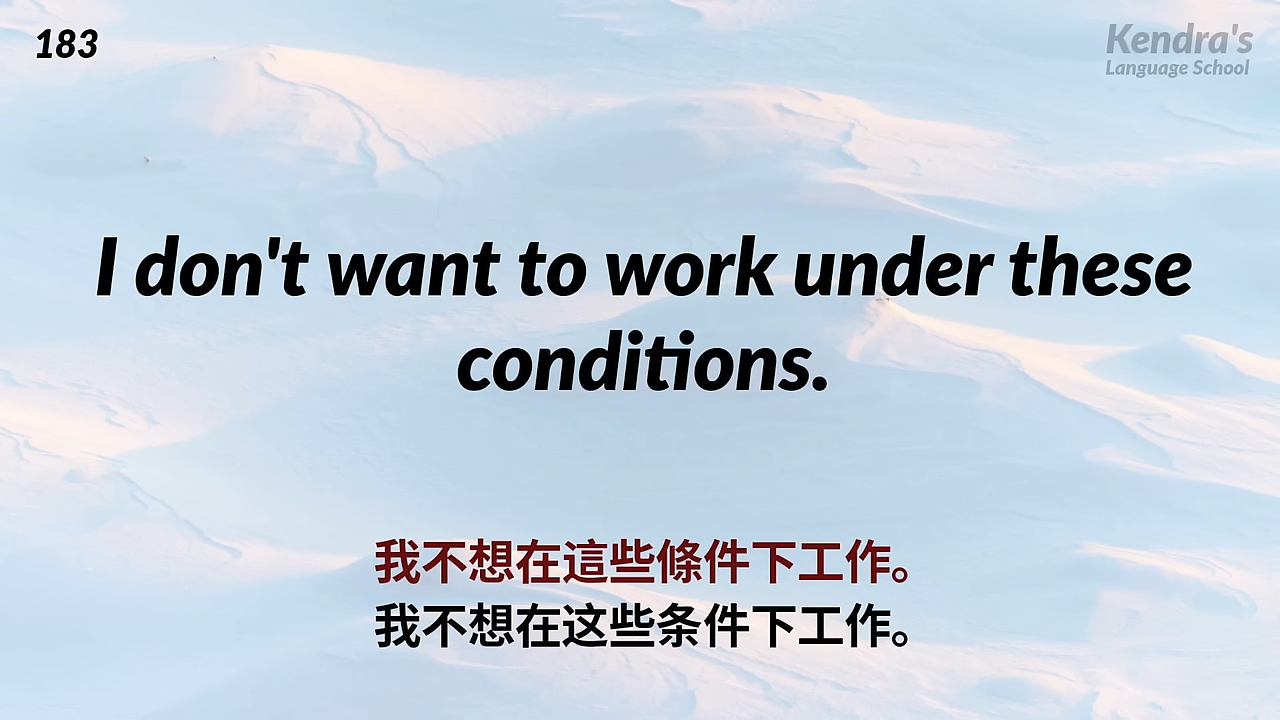 183
Kendra's
Language School
I don't want to work under these
conditions.
我不想在這些條件下工作。
我不想在这些条件下工作。